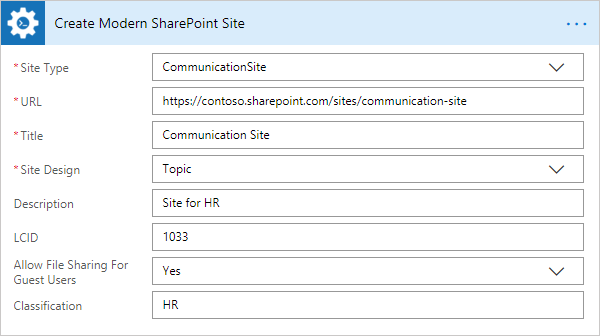 Create Modern SharePoint Site
* Site Type CommunicationSite
* URL https://contoso.sharepoint.com/sites/communication-site
* Title Communication Site
* Site Design Topic
Description Site for HR
LCID 1033
Allow File Sharing For
Guest Users Yes
Classification HR